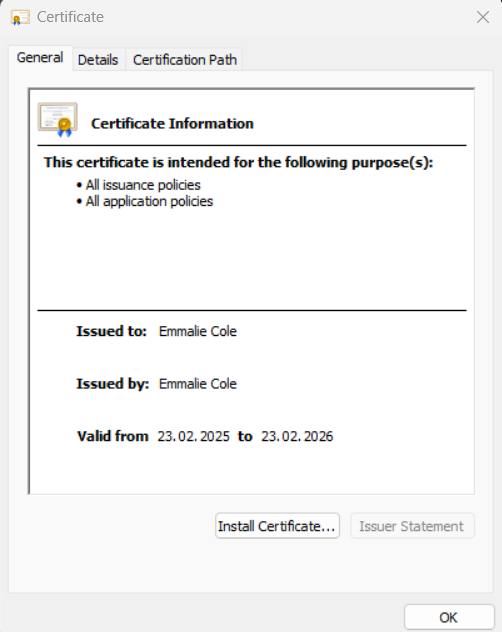 Certificate
General Details Certification Path
Certificate Information
This certificate is intended for the following purpose(s):
• All issuance policies
• All application policies
Issued to: Emmalie Cole
Issued by: Emmalie Cole
Valid from 23.02.2025 to 23.02.2026
Install Certificate... Issuer Statement
OK